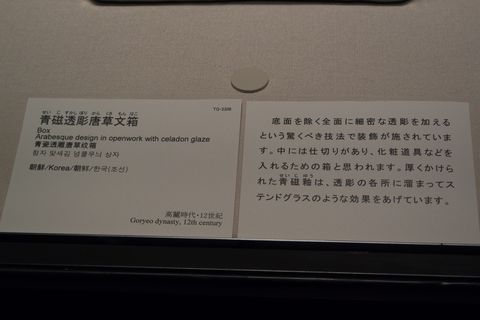 TG-2208
せい じ すかし ぼり から くさ もん はこ
青磁透彫唐草文箱
Box
Arabesque design in openwork with celadon glaze
青瓷透雕唐草纹箱
청자 맞새김 넝쿨무늬 상자
朝鮮/Korea/朝鲜/한국(조선)
高麗時代・12世紀
Goryeo dynasty, 12th century
底面を除く全面に細密な透彫を加える
という驚くべき技法で装飾が施されていま
す。中には仕切りがあり、化粧道具などを
入れるための箱と思われます。厚くかけら
せい じ ゆう
れた青磁釉は、透彫の各所に溜まってス
テンドグラスのような効果をあげています。